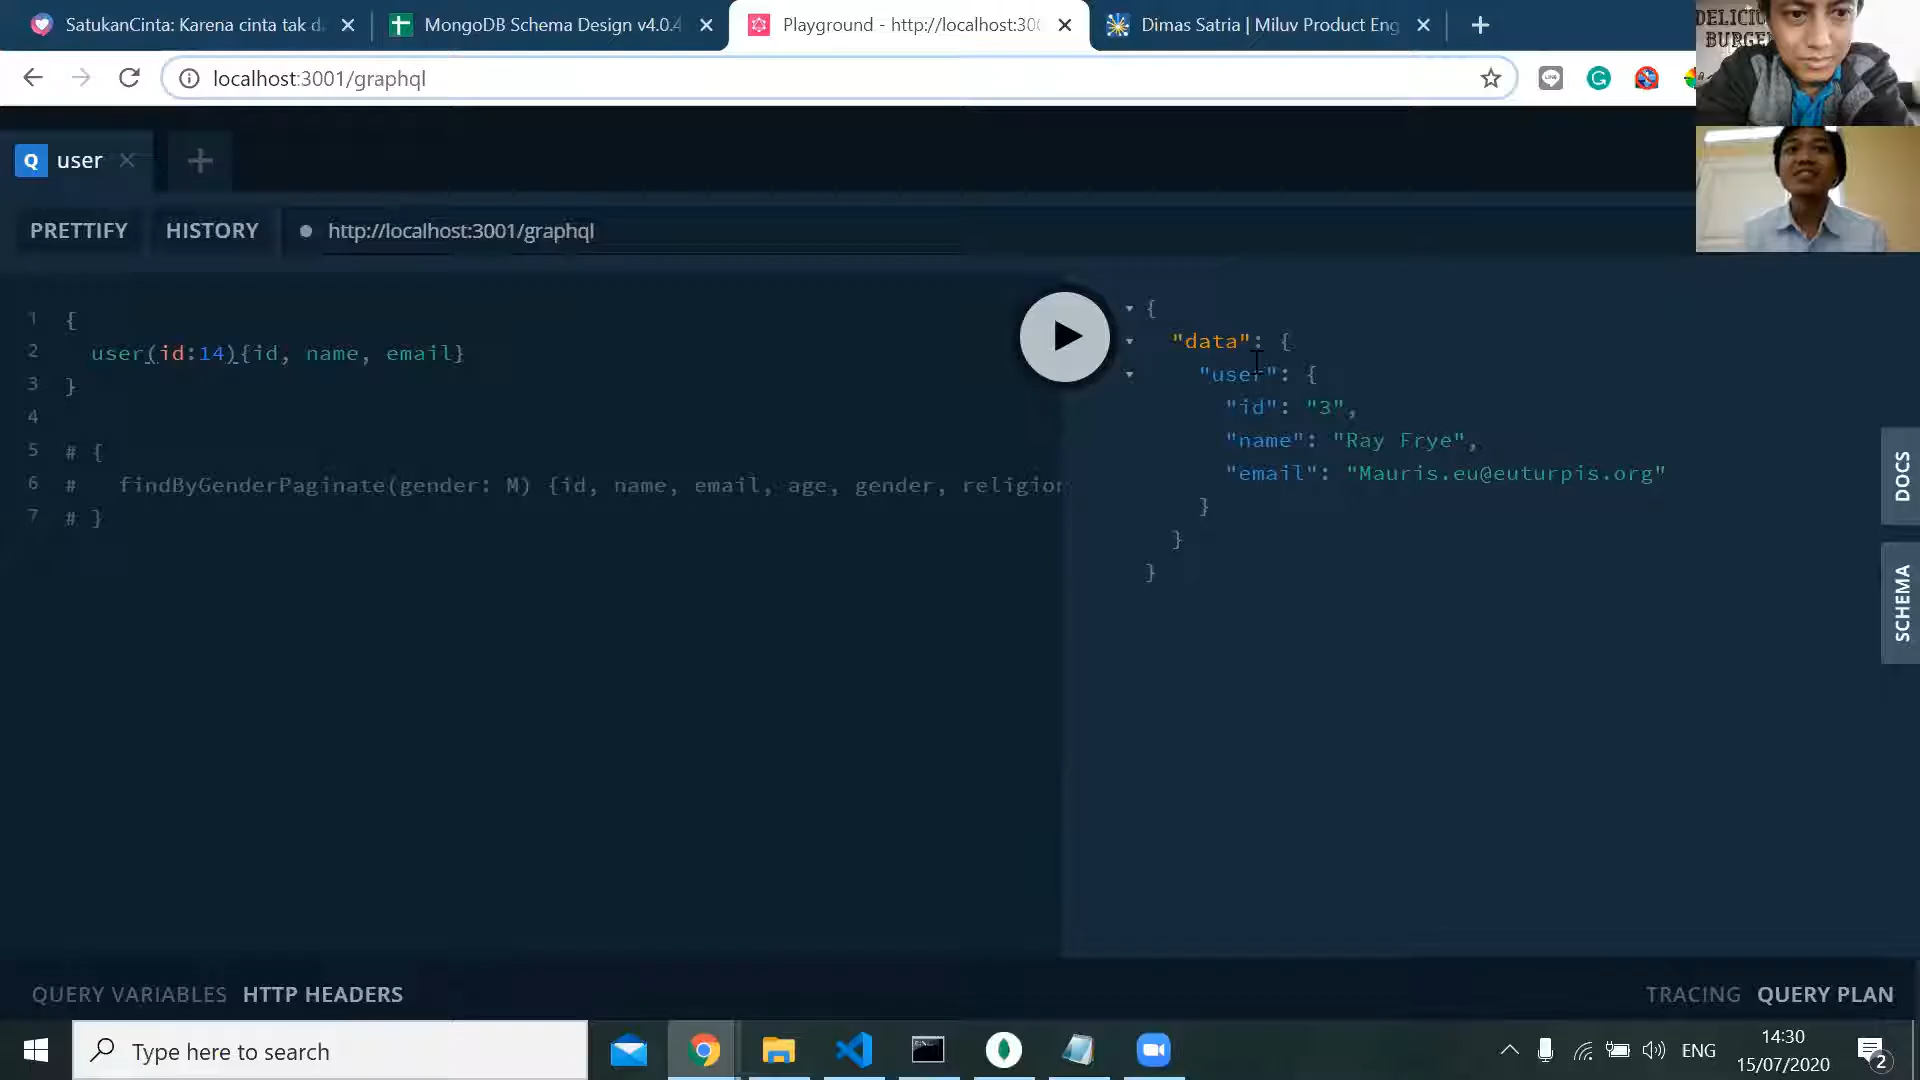 SatukanCinta: Karena cinta tak d
MongoDB Schema Design v4.0.4
Playground - http://localhost:300
Dimas Satria | Miluv Product Eng
localhost:3001/graphql
DELICIOU
BURGE
Q user
PRETTIFY
HISTORY
http://localhost:3001/graphql
1 {
2 user(id:14){id, name, email}
3 }
4
5 # {
6 # findByGenderPaginate(gender: M) {id, name, email, age, gender, religion
7 # }
{
"data": {
"user": {
"id": "3",
"name": "Ray Frye",
"email": "Mauris.eu@euturpis.org"
}
}
}
DOCS
SCHEMA
QUERY VARIABLES
HTTP HEADERS
TRACING
QUERY PLAN
Type here to search
ENG
14:30
15/07/2020
2